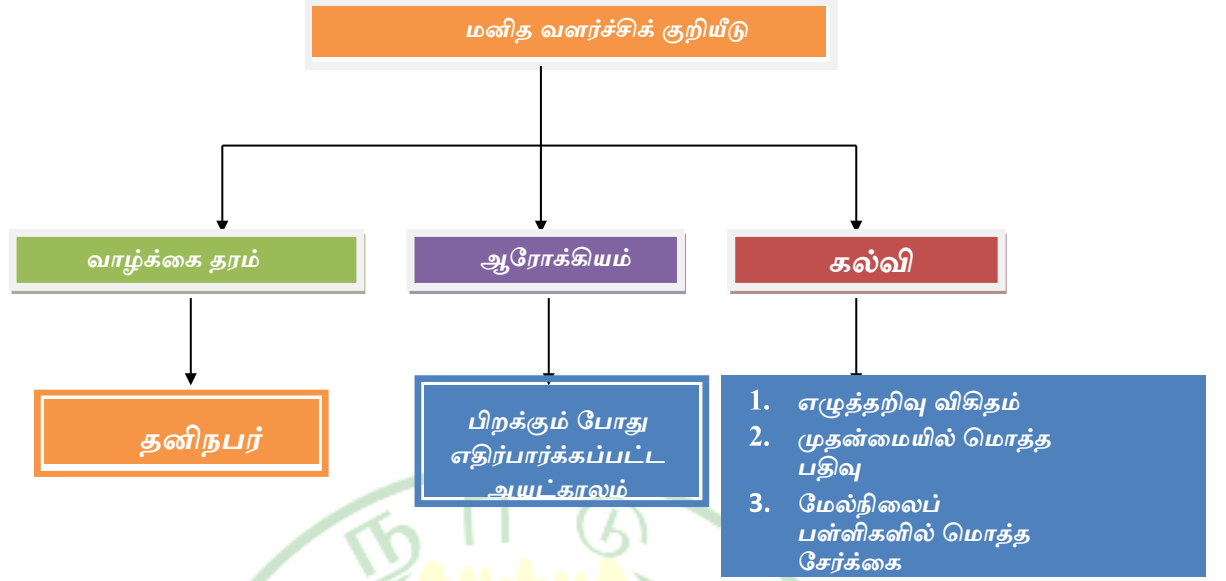 மனித வளர்ச்சிக் குறியீடு
வாழ்க்கை தரம்
ஆரோக்கியம்
கல்வி
தனிநபர்
பிறக்கும் போது
எதிர்பார்க்கப்பட்ட
அயட்காலம்
1. எழுத்தறிவு விகிதம்
2. முதன்மையில் மொத்த
பதிவு
3. மேல்நிலைப்
பள்ளிகளில் மொத்த
சேர்க்கை
நாடு